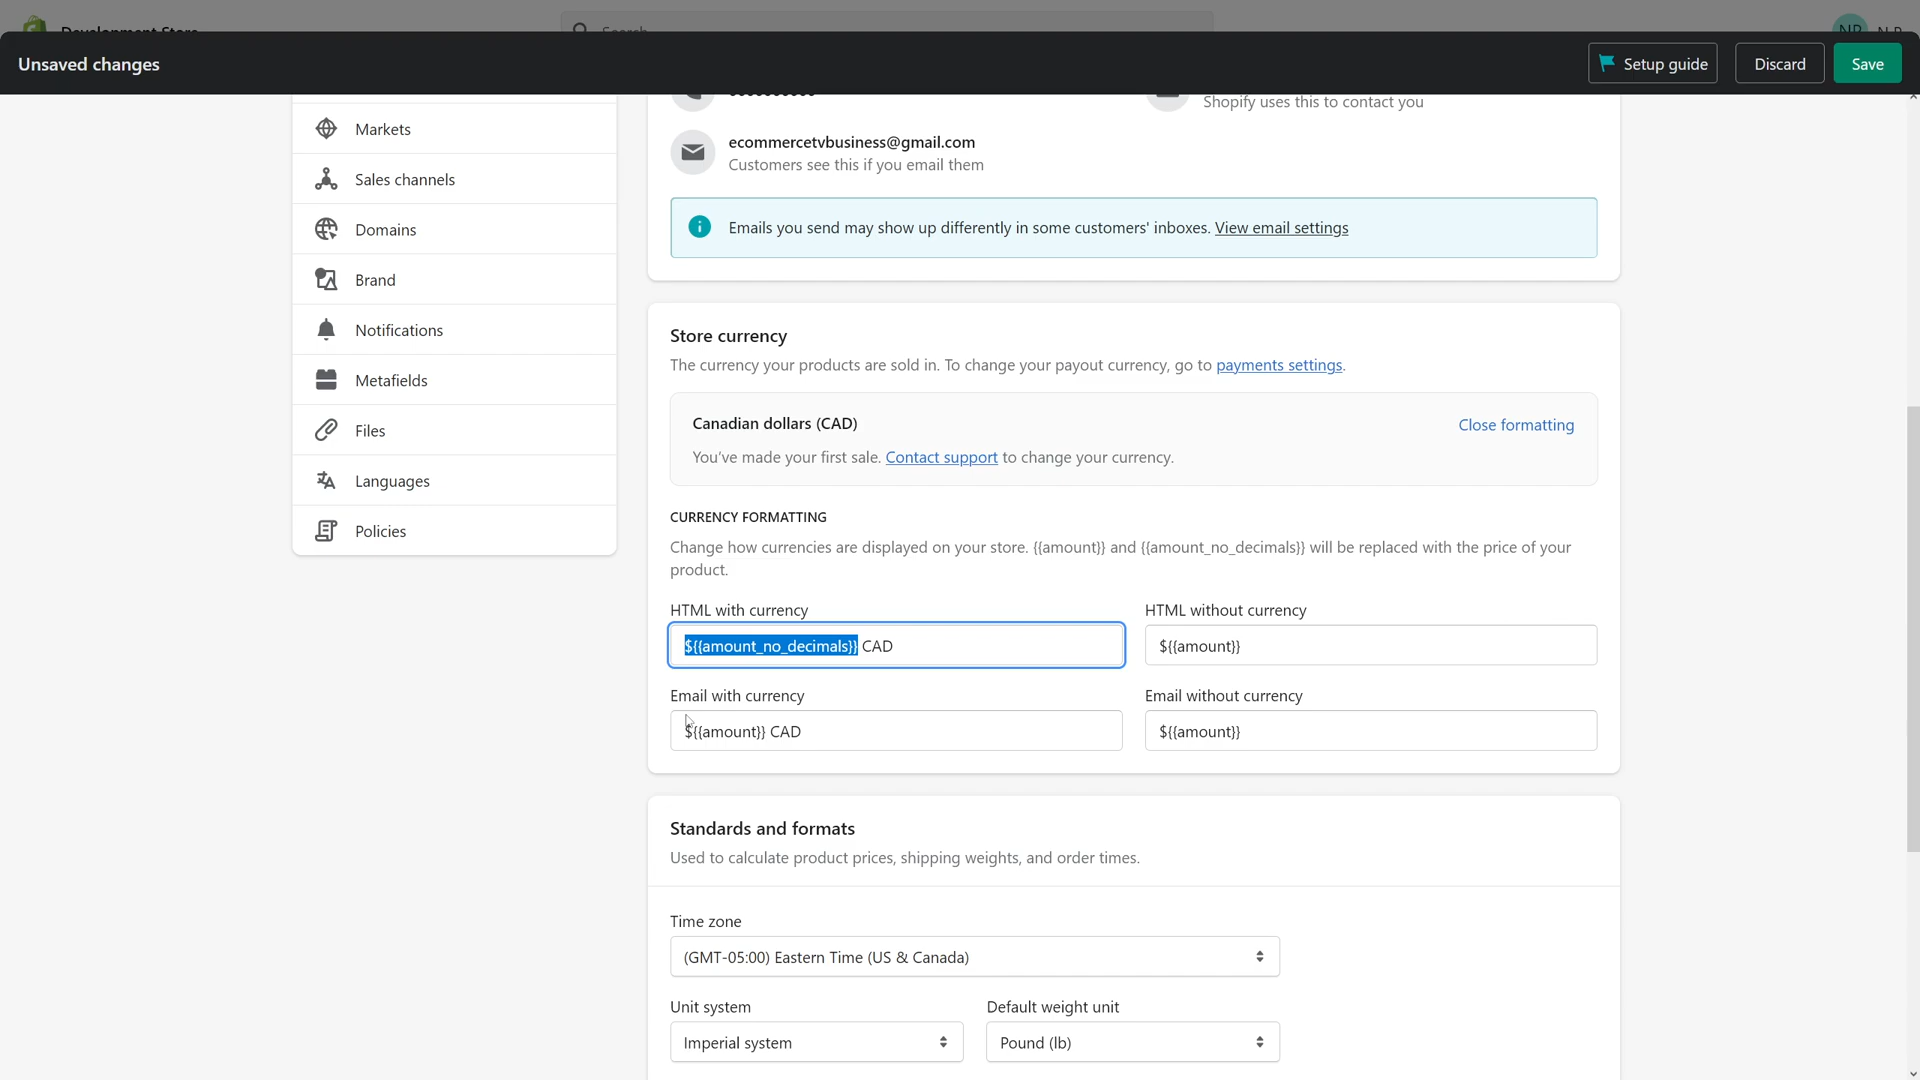 Unsaved changes
Setup guide
Discard
Save
Markets
Sales channels
Domains
Brand
Notifications
Metafields
Files
Languages
Policies
Shopify uses this to contact you
ecommercetvbusiness@gmail.com
Customers see this if you email them
Emails you send may show up differently in some customers' inboxes. View email settings
Store currency
The currency your products are sold in. To change your payout currency, go to payments settings.
Canadian dollars (CAD)
Close formatting
You've made your first sale. Contact support to change your currency.
CURRENCY FORMATTING
Change how currencies are displayed on your store. {{amount}} and {{amount_no_decimals}} will be replaced with the price of your
product.
HTML with currency
HTML without currency
${{amount_no_decimals}} CAD
${{amount}}
Email with currency
Email without currency
${{amount}} CAD
${{amount}}
Standards and formats
Used to calculate product prices, shipping weights, and order times.
Time zone
(GMT-05:00) Eastern Time (US & Canada)
Unit system
Default weight unit
Imperial system
Pound (lb)